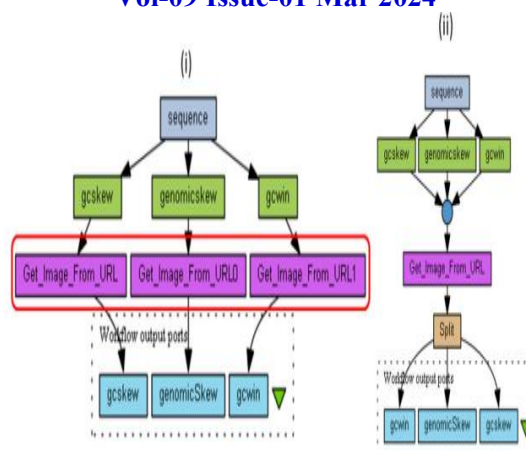 Vol-09 Issue-01 Mar 2024
(i)
sequence
gcskew genomicskew gcwin
Get_Image_From_URL Get_Image_From_URL0 Get_Image_From_URL1
Workflow output ports
gcskew genomicSkew gcwin
(ii)
sequence
gcskew genomicskew gcwin
Get_Image_From_URL
Split
Workflow output ports
gcwin genomicSkew gcskew